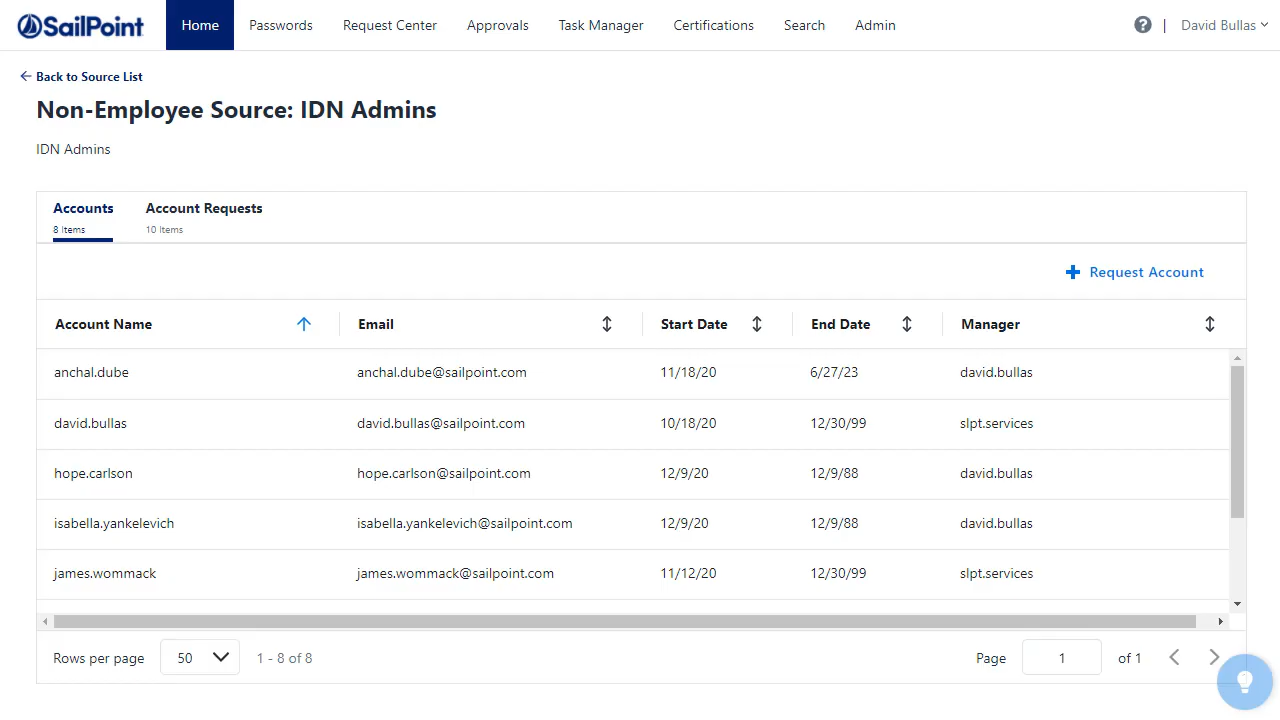 SailPoint Home Passwords Request Center Approvals Task Manager Certifications Search Admin ? | David Bullas
Back to Source List
Non-Employee Source: IDN Admins
IDN Admins
Accounts Account Requests
8 Items 10 Items
Request Account
Account Name Email Start Date End Date Manager
anchal.dube anchal.dube@sailpoint.com 11/18/20 6/27/23 david.bullas
david.bullas david.bullas@sailpoint.com 10/18/20 12/30/99 slpt.services
hope.carlson hope.carlson@sailpoint.com 12/9/20 12/9/88 david.bullas
isabella.yankelevich isabella.yankelevich@sailpoint.com 12/9/20 12/9/88 david.bullas
james.wommack james.wommack@sailpoint.com 11/12/20 12/30/99 slpt.services
Rows per page 50 1 - 8 of 8 Page 1 of 1